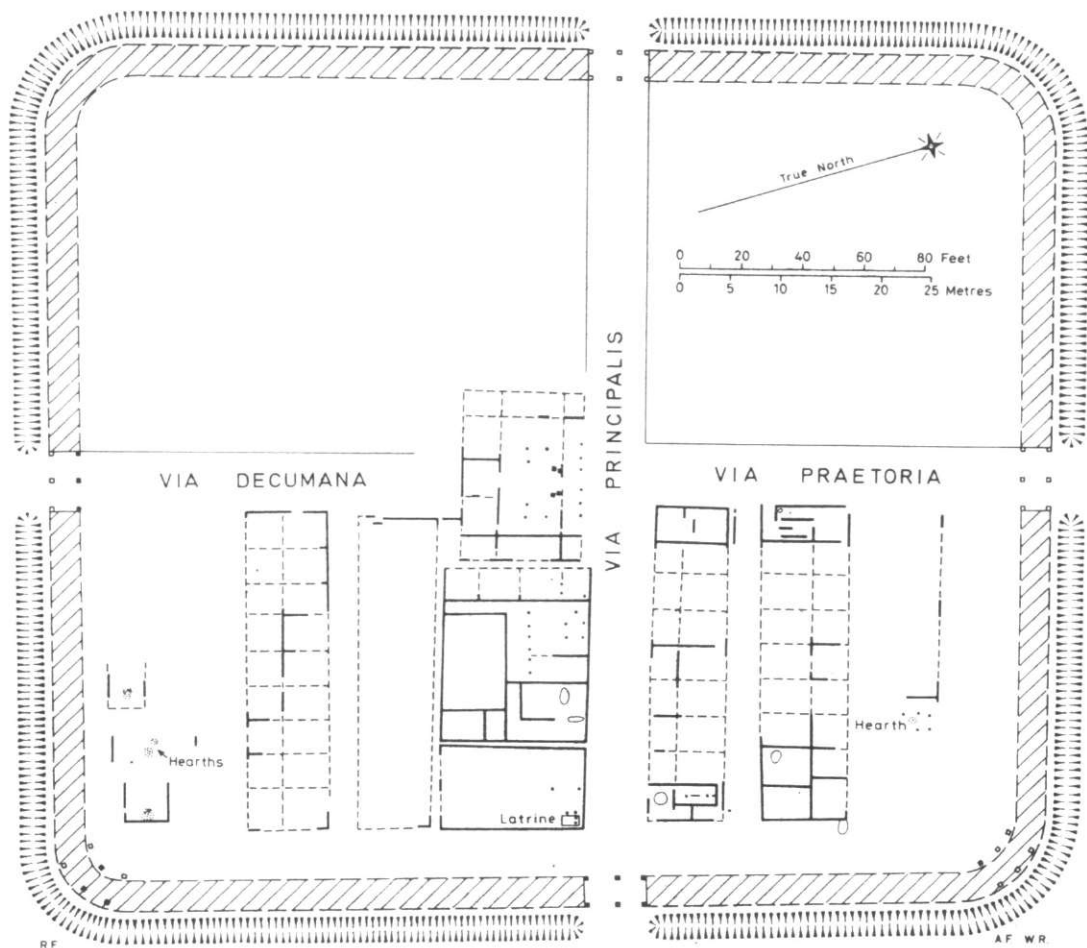 True North
0 20 40 60 80 Feet
0 5 10 15 20 25 Metres
VIA PRINCIPALIS
VIA DECUMANA
VIA PRAETORIA
Hearth
Hearths
Latrine
RF
AF WR